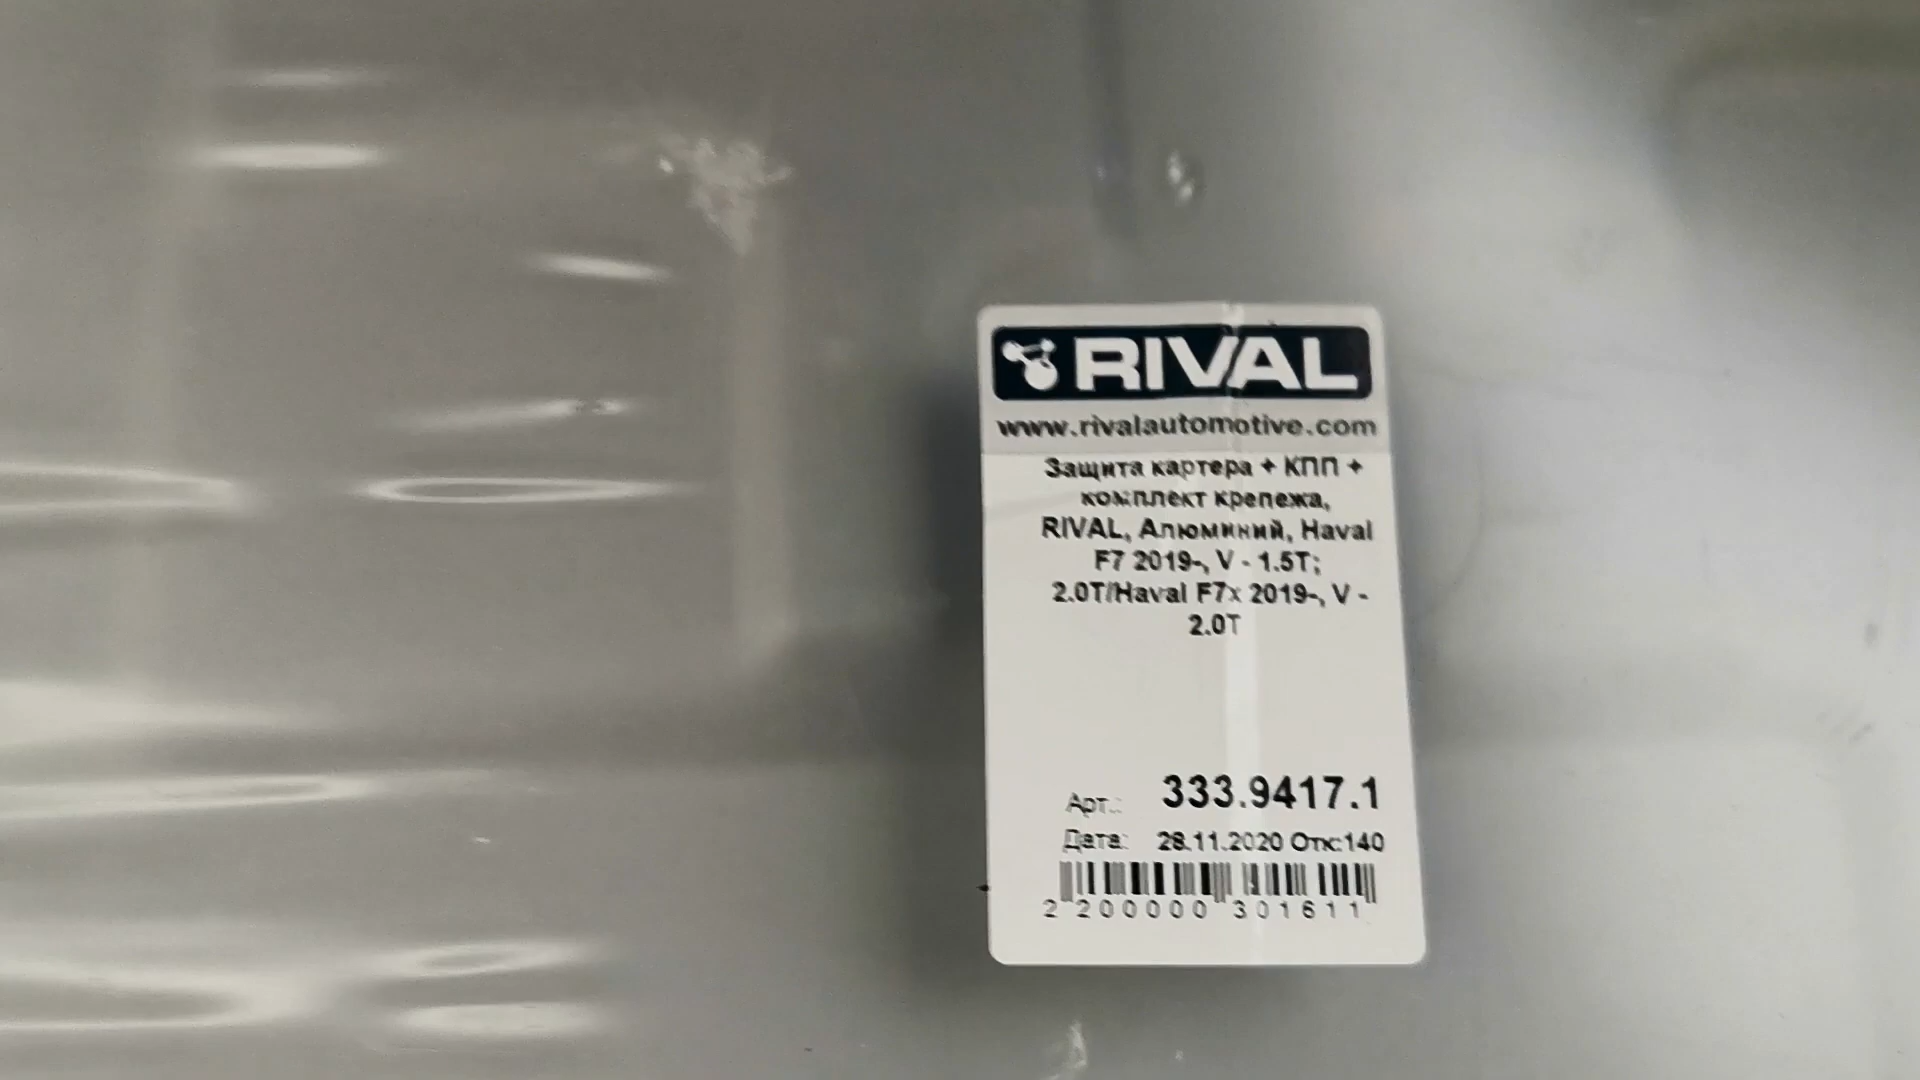 RIVAL
www.rivalautomotive.com
Защита картера + КПП +
комплект крепежа,
RIVAL, Алюминий, Haval
F7 2019-, V - 1.5T;
2.0T/Haval F7x 2019-, V -
2.0T
Арт.: 333.9417.1
Дата: 28.11.2020 Отк:140
2 200000 301611